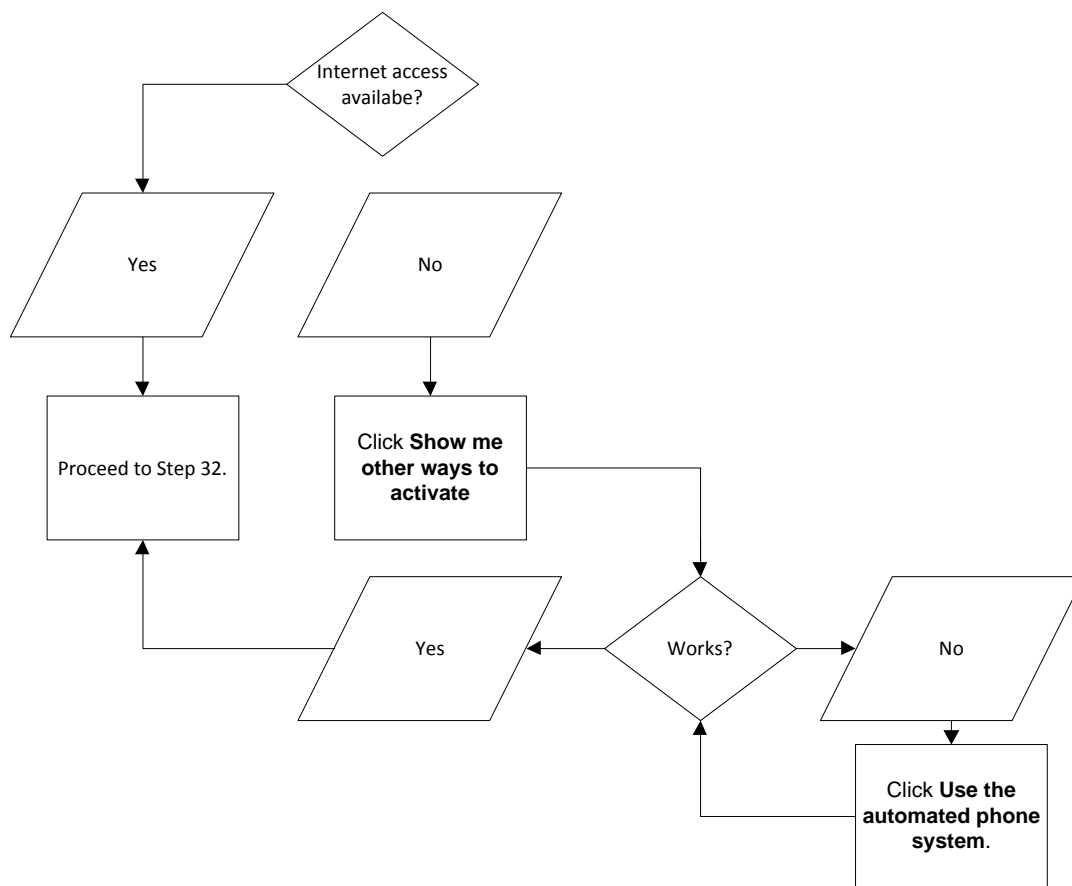 Internet access
availabe?
Yes
No
Proceed to Step 32.
Click Show me
other ways to
activate
Yes
Works?
No
Click Use the
automated phone
system.